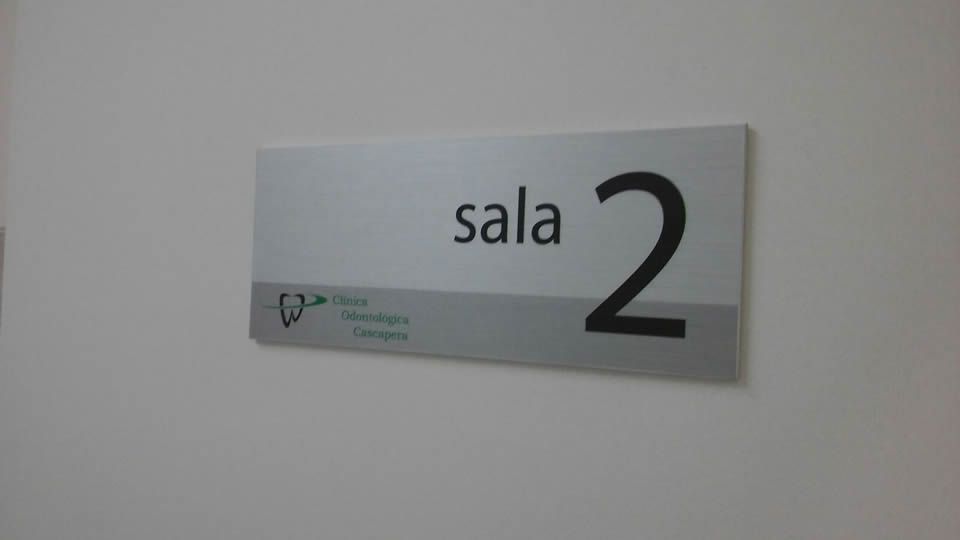 sala 2
Clínica
Odontológica
Cascapera